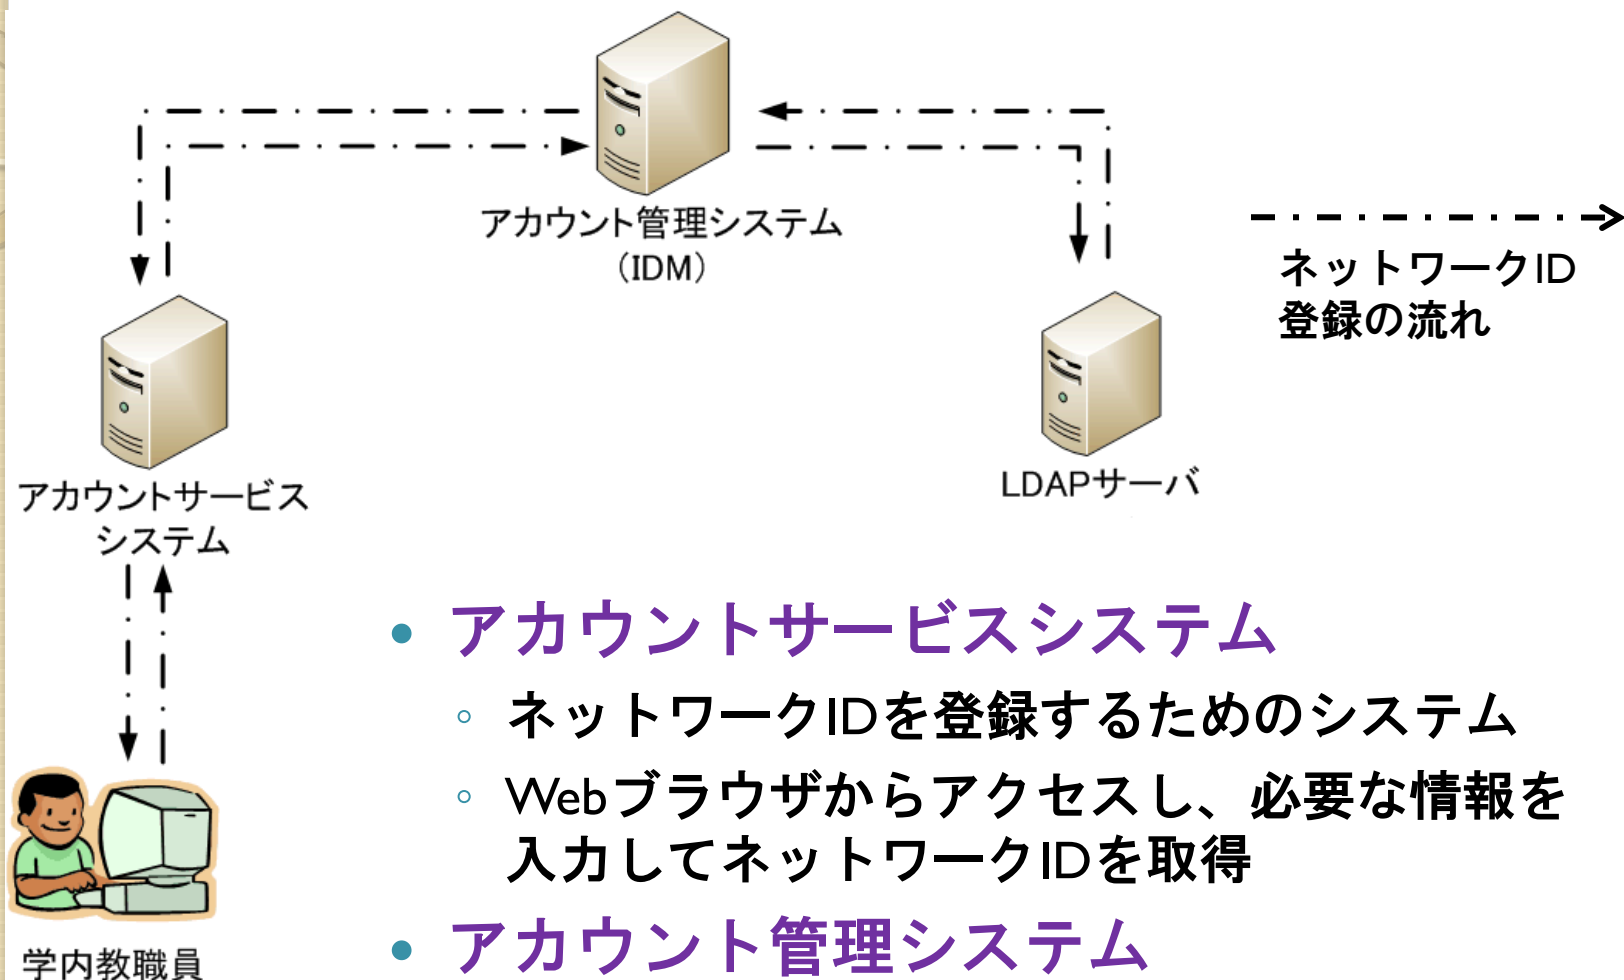 アカウント管理システム
（IDM）
ネットワークID
登録の流れ
アカウントサービス
システム
LDAPサーバ
• アカウントサービスシステム
◦ ネットワークIDを登録するためのシステム
◦ Webブラウザからアクセスし、必要な情報を
入力してネットワークIDを取得
• アカウント管理システム
学内教職員